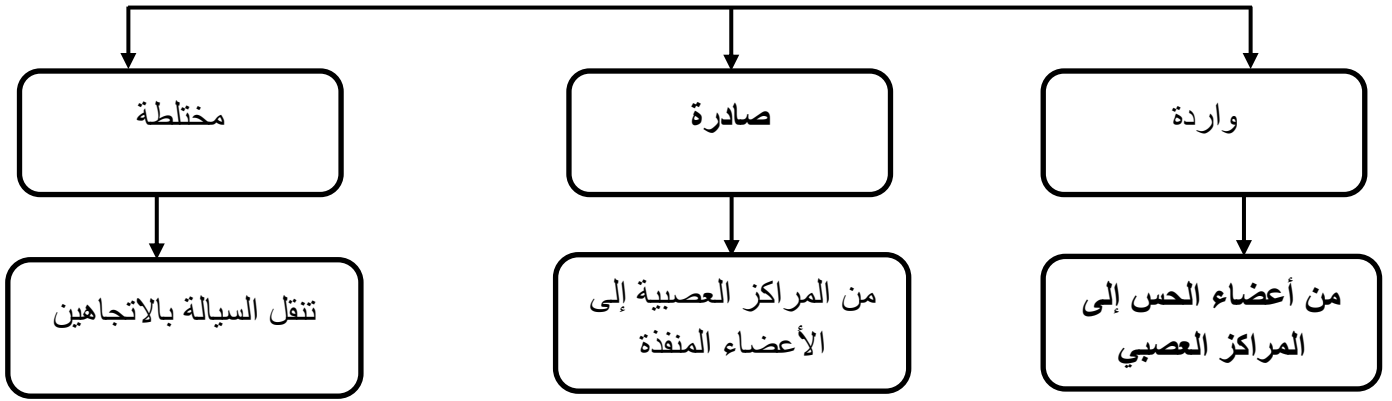 واردة
صادرة
مختلطة
من أعضاء الحس إلى
المراكز العصبي
من المراكز العصبية إلى
الأعضاء المنفذة
تنقل السيالة بالاتجاهين